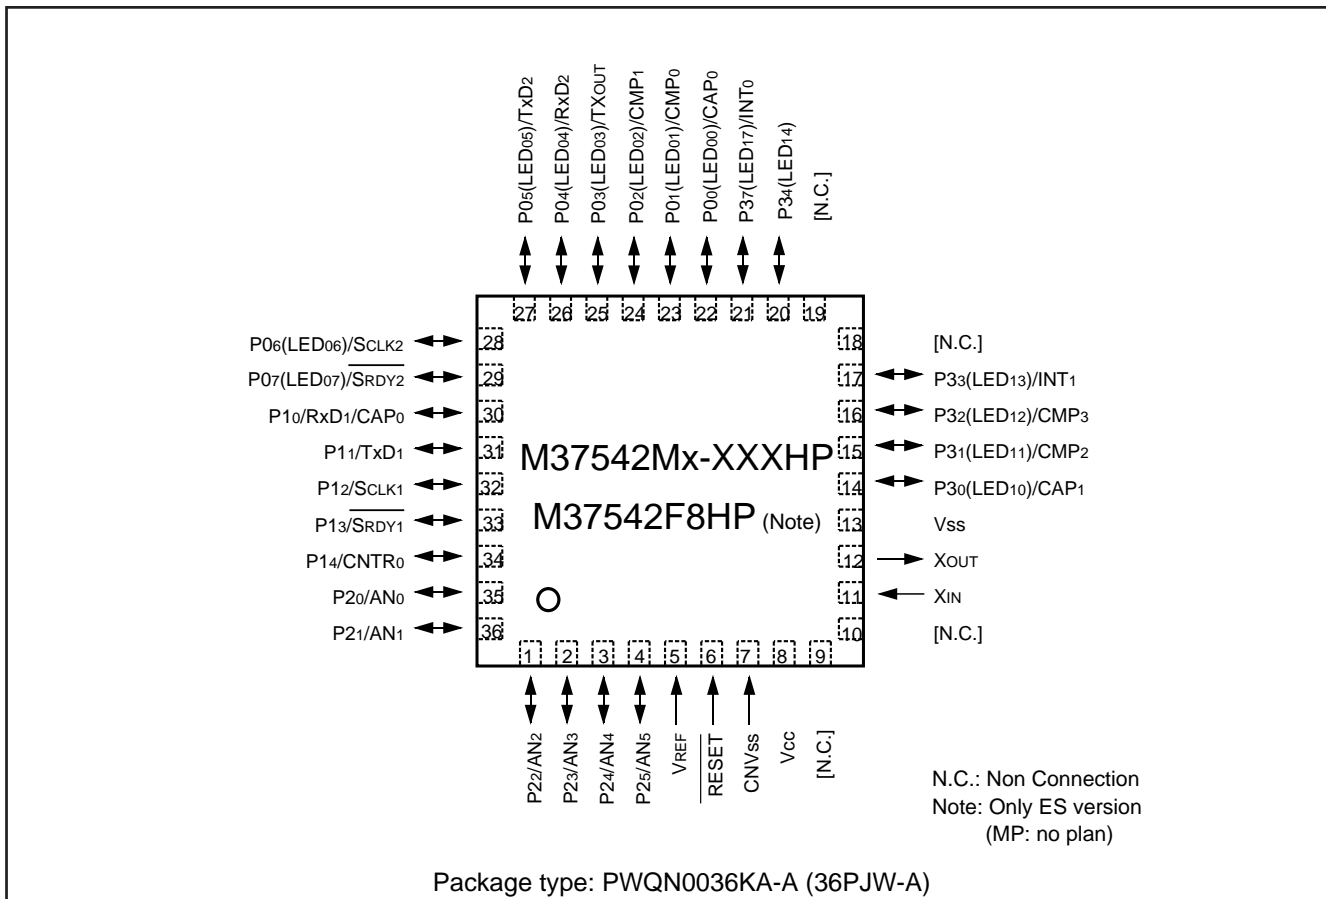 P05(LED05)/TxD2
P04(LED04)/RxD2
P03(LED03)/TXOUT
P02(LED02)/CMP1
P01(LED01)/CMP0
P00(LED00)/CAP0
P37(LED17)/INT0
P34(LED14)
[N.C.]
27 26 25 24 23 22 21 20 19
P06(LED06)/SCLK2 28
P07(LED07)/SRDY2 29
P10/RxD1/CAP0 30
P11/TxD1 31
P12/SCLK1 32
P13/SRDY1 33
P14/CNTR0 34
P20/AN0 35
P21/AN1 36
M37542Mx-XXXHP
M37542F8HP (Note)
18 [N.C.]
17 P33(LED13)/INT1
16 P32(LED12)/CMP3
15 P31(LED11)/CMP2
14 P30(LED10)/CAP1
13 Vss
12 XOUT
11 XIN
10 [N.C.]
1 2 3 4 5 6 7 8 9
P22/AN2
P23/AN3
P24/AN4
P25/AN5
VREF
RESET
CNVss
Vcc
[N.C.]
N.C.: Non Connection
Note: Only ES version
(MP: no plan)
Package type: PWQN0036KA-A (36PJW-A)